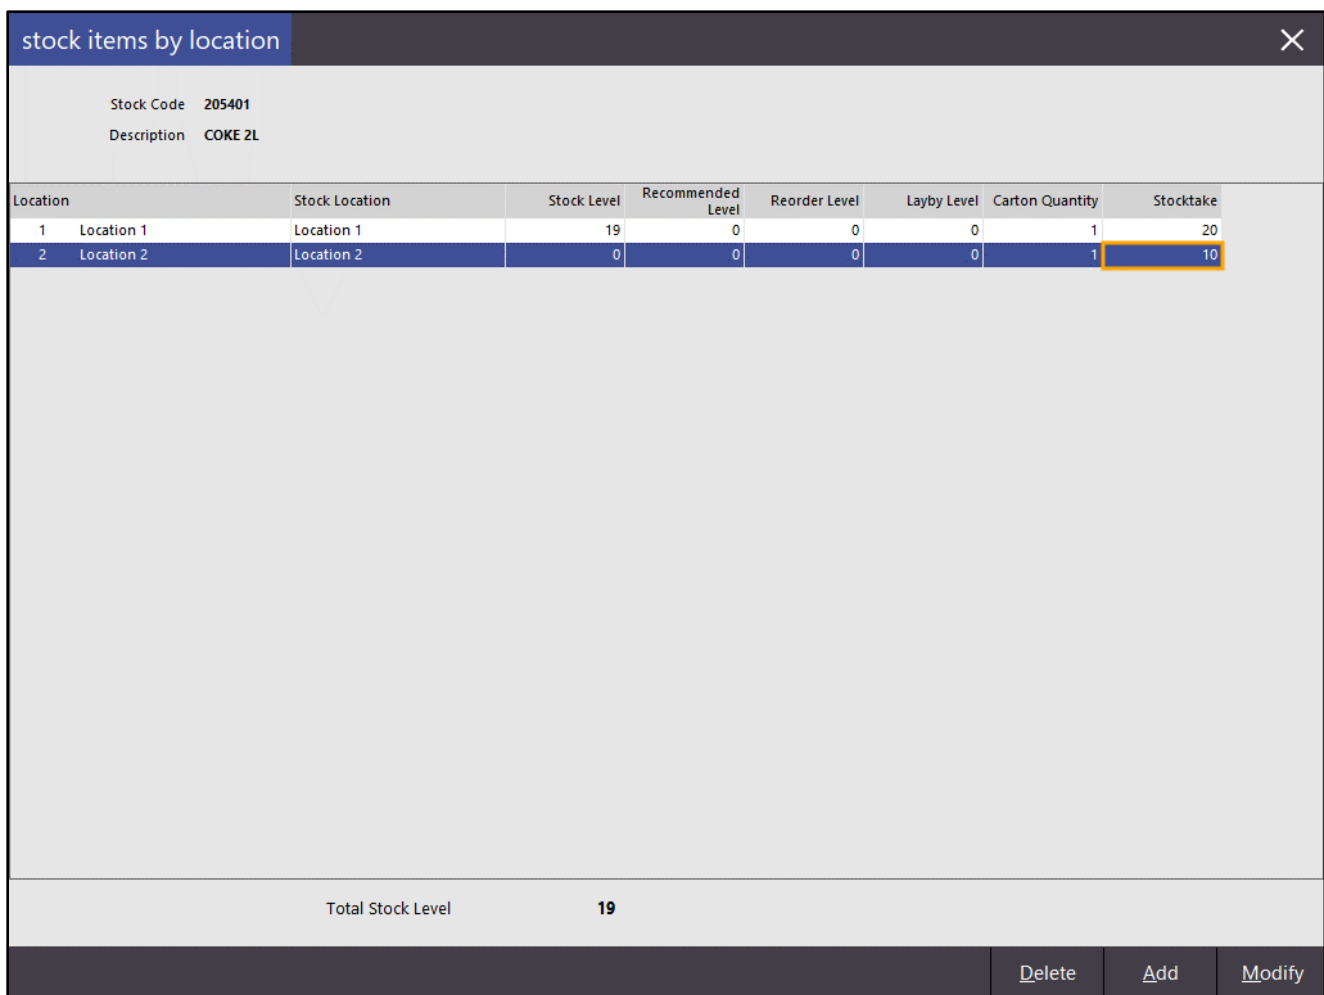 stock items by location
Stock Code 205401
Description COKE 2L
Location Stock Location Stock Level Recommended Level Reorder Level Layby Level Carton Quantity Stocktake
1 Location 1 Location 1 19 0 0 0 1 20
2 Location 2 Location 2 0 0 0 0 1 10
Total Stock Level 19
Delete Add Modify